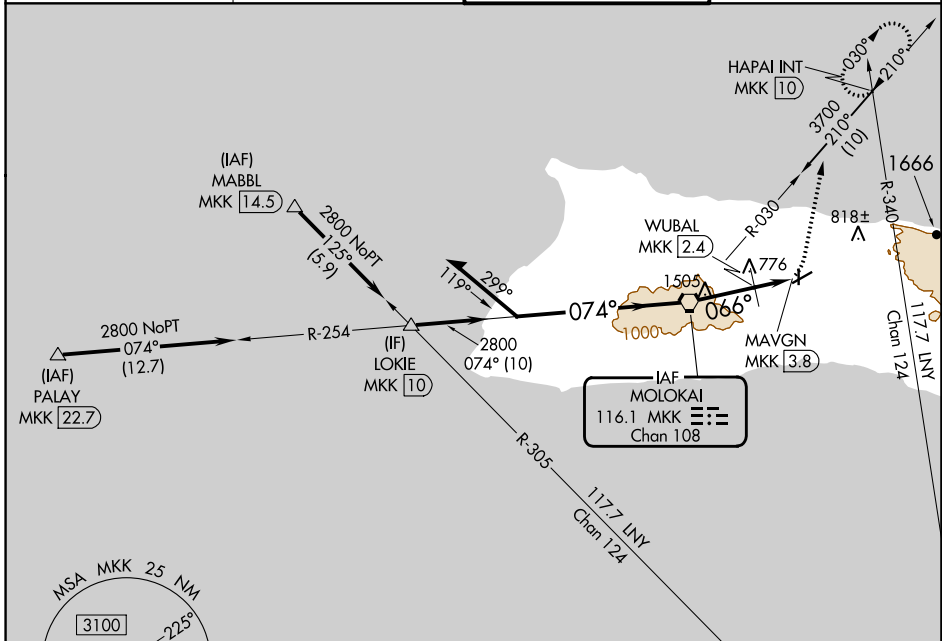 HAPAI INT
MKK 10
030°
210°
3700
210°
(10)
1666
(IAF)
MABBL
MKK 14.5
2800 NoPT
125°
(5.9)
R-030
R-340
818±
WUBAL
MKK 2.4
776
299°
119°
1505
074°
066°
1000
2800 NoPT
074°
(12.7)
R-254
(IAF)
PALAY
MKK 22.7
(IF)
LOKIE
MKK 10
2800
074° (10)
MAVGN
MKK 3.8
117.7 LNY
Chan 124
IAF
MOLOKAI
116.1 MKK
Chan 108
R-305
117.7 LNY
Chan 124
MSA MKK 25 NM
3100
225°